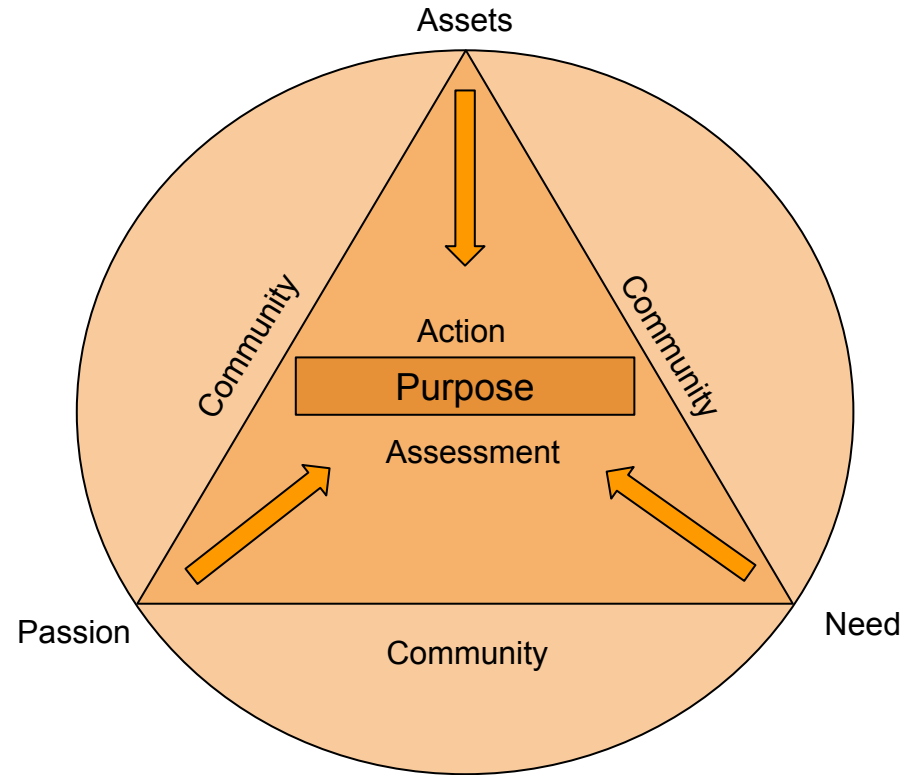 Assets
Community
Community
Action
Purpose
Assessment
Passion
Need
Community